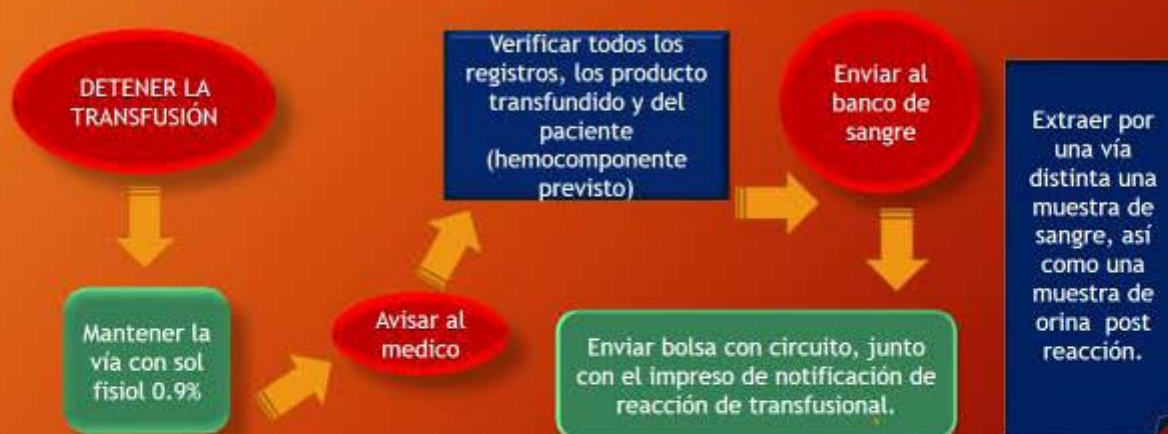 DETENER LA
TRANSFUSIÓN
Mantener la
vía con sol
fisiol 0.9%
Avisar al
medico
Verificar todos los
registros, los producto
transfundido y del
paciente
(hemocomponente
previsto)
Enviar al
banco de
sangre
Enviar bolsa con circuito, junto
con el impreso de notificación de
reacción de transfusional.
Extraer por
una vía
distinta una
muestra de
sangre, así
como una
muestra de
orina post
reacción.